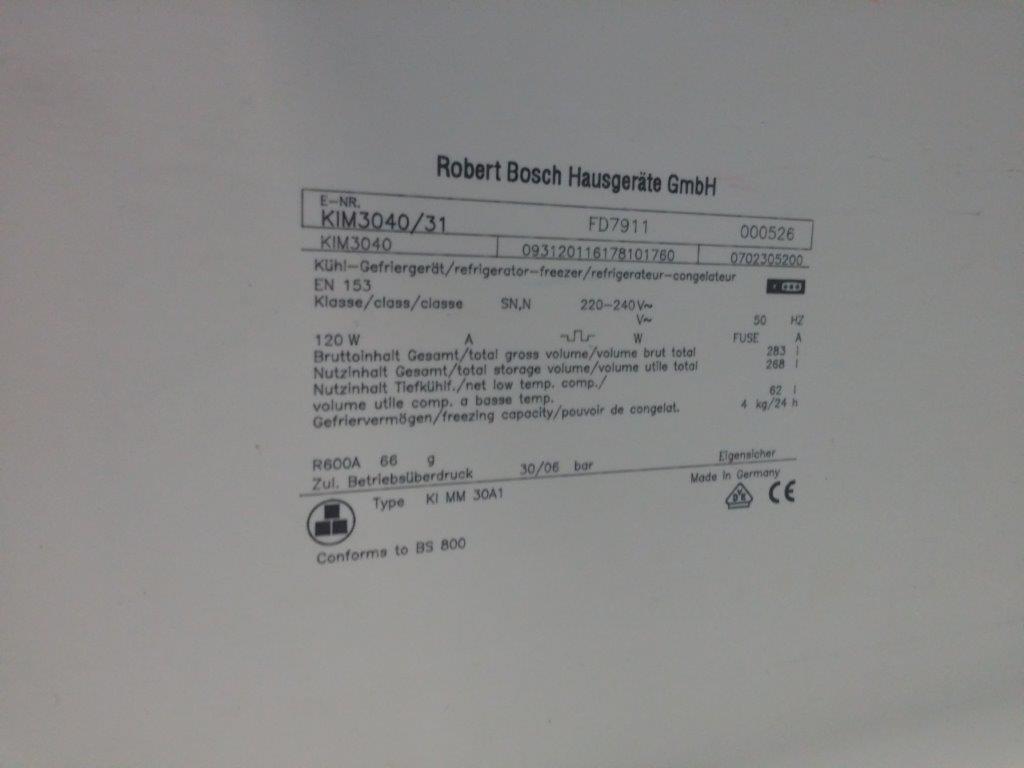 Robert Bosch Hausgeräte GmbH
E-NR.
KIM3040/31 FD7911 000526
KIM3040 093120116178101760 0702305200
Kühl-Gefriergerät/refrigerator-freezer/refrigerateur-congelateur
EN 153
Klasse/class/classe SN,N 220-240V~
V~ 50 HZ
120 W A W FUSE A
Bruttoinhalt Gesamt/total gross volume/volume brut total 283 l
Nutzinhalt Gesamt/total storage volume/volume utile total 268 l
Nutzinhalt Tiefkühlf./net low temp. comp./
volume utile comp. a basse temp. 62 l
Gefriervermögen/freezing capacity/pouvoir de congelat. 4 kg/24 h
R600A 66 g Eigensicher
Zul. Betriebsüberdruck 30/06 bar
Made in Germany
Type KI MM 30A1
DVE CE
Conforms to BS 800